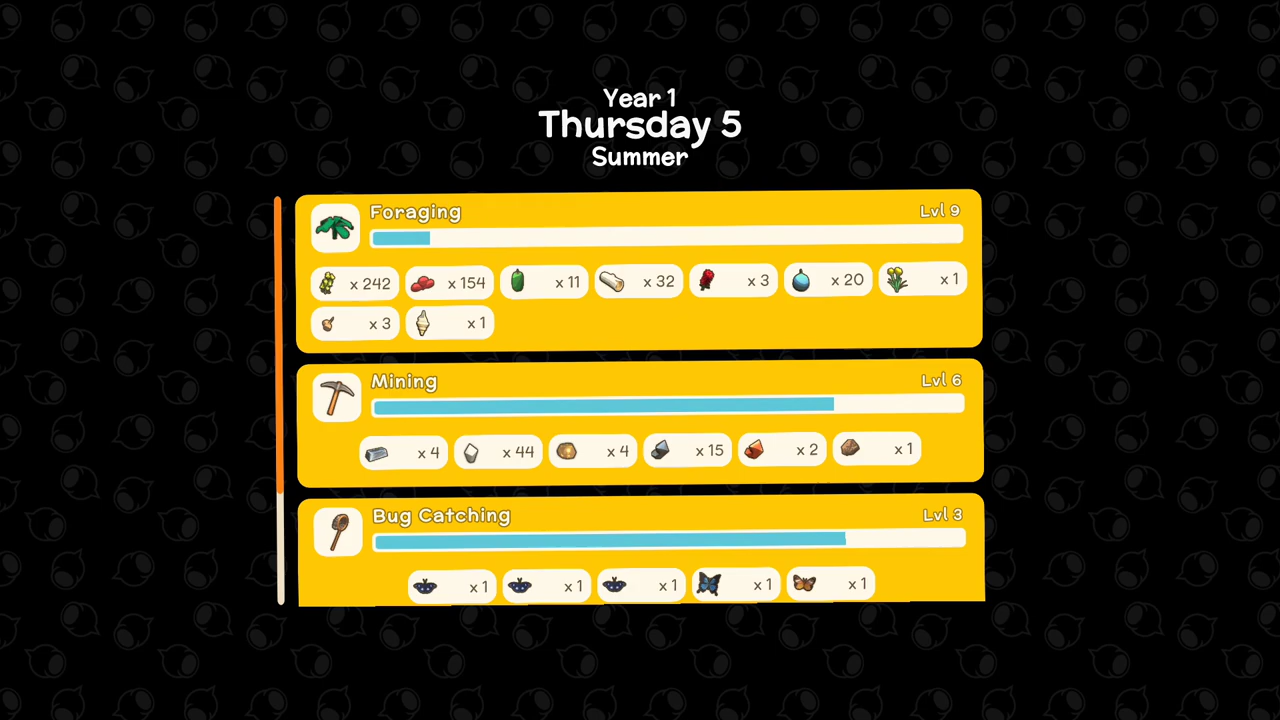 Year 1
Thursday 5
Summer
Foraging Lvl 9
x 242 x 154 x 11 x 32 x 3 x 20 x 1
x 3 x 1
Mining Lvl 6
x 4 x 44 x 4 x 15 x 2 x 1
Bug Catching Lvl 3
x 1 x 1 x 1 x 1 x 1